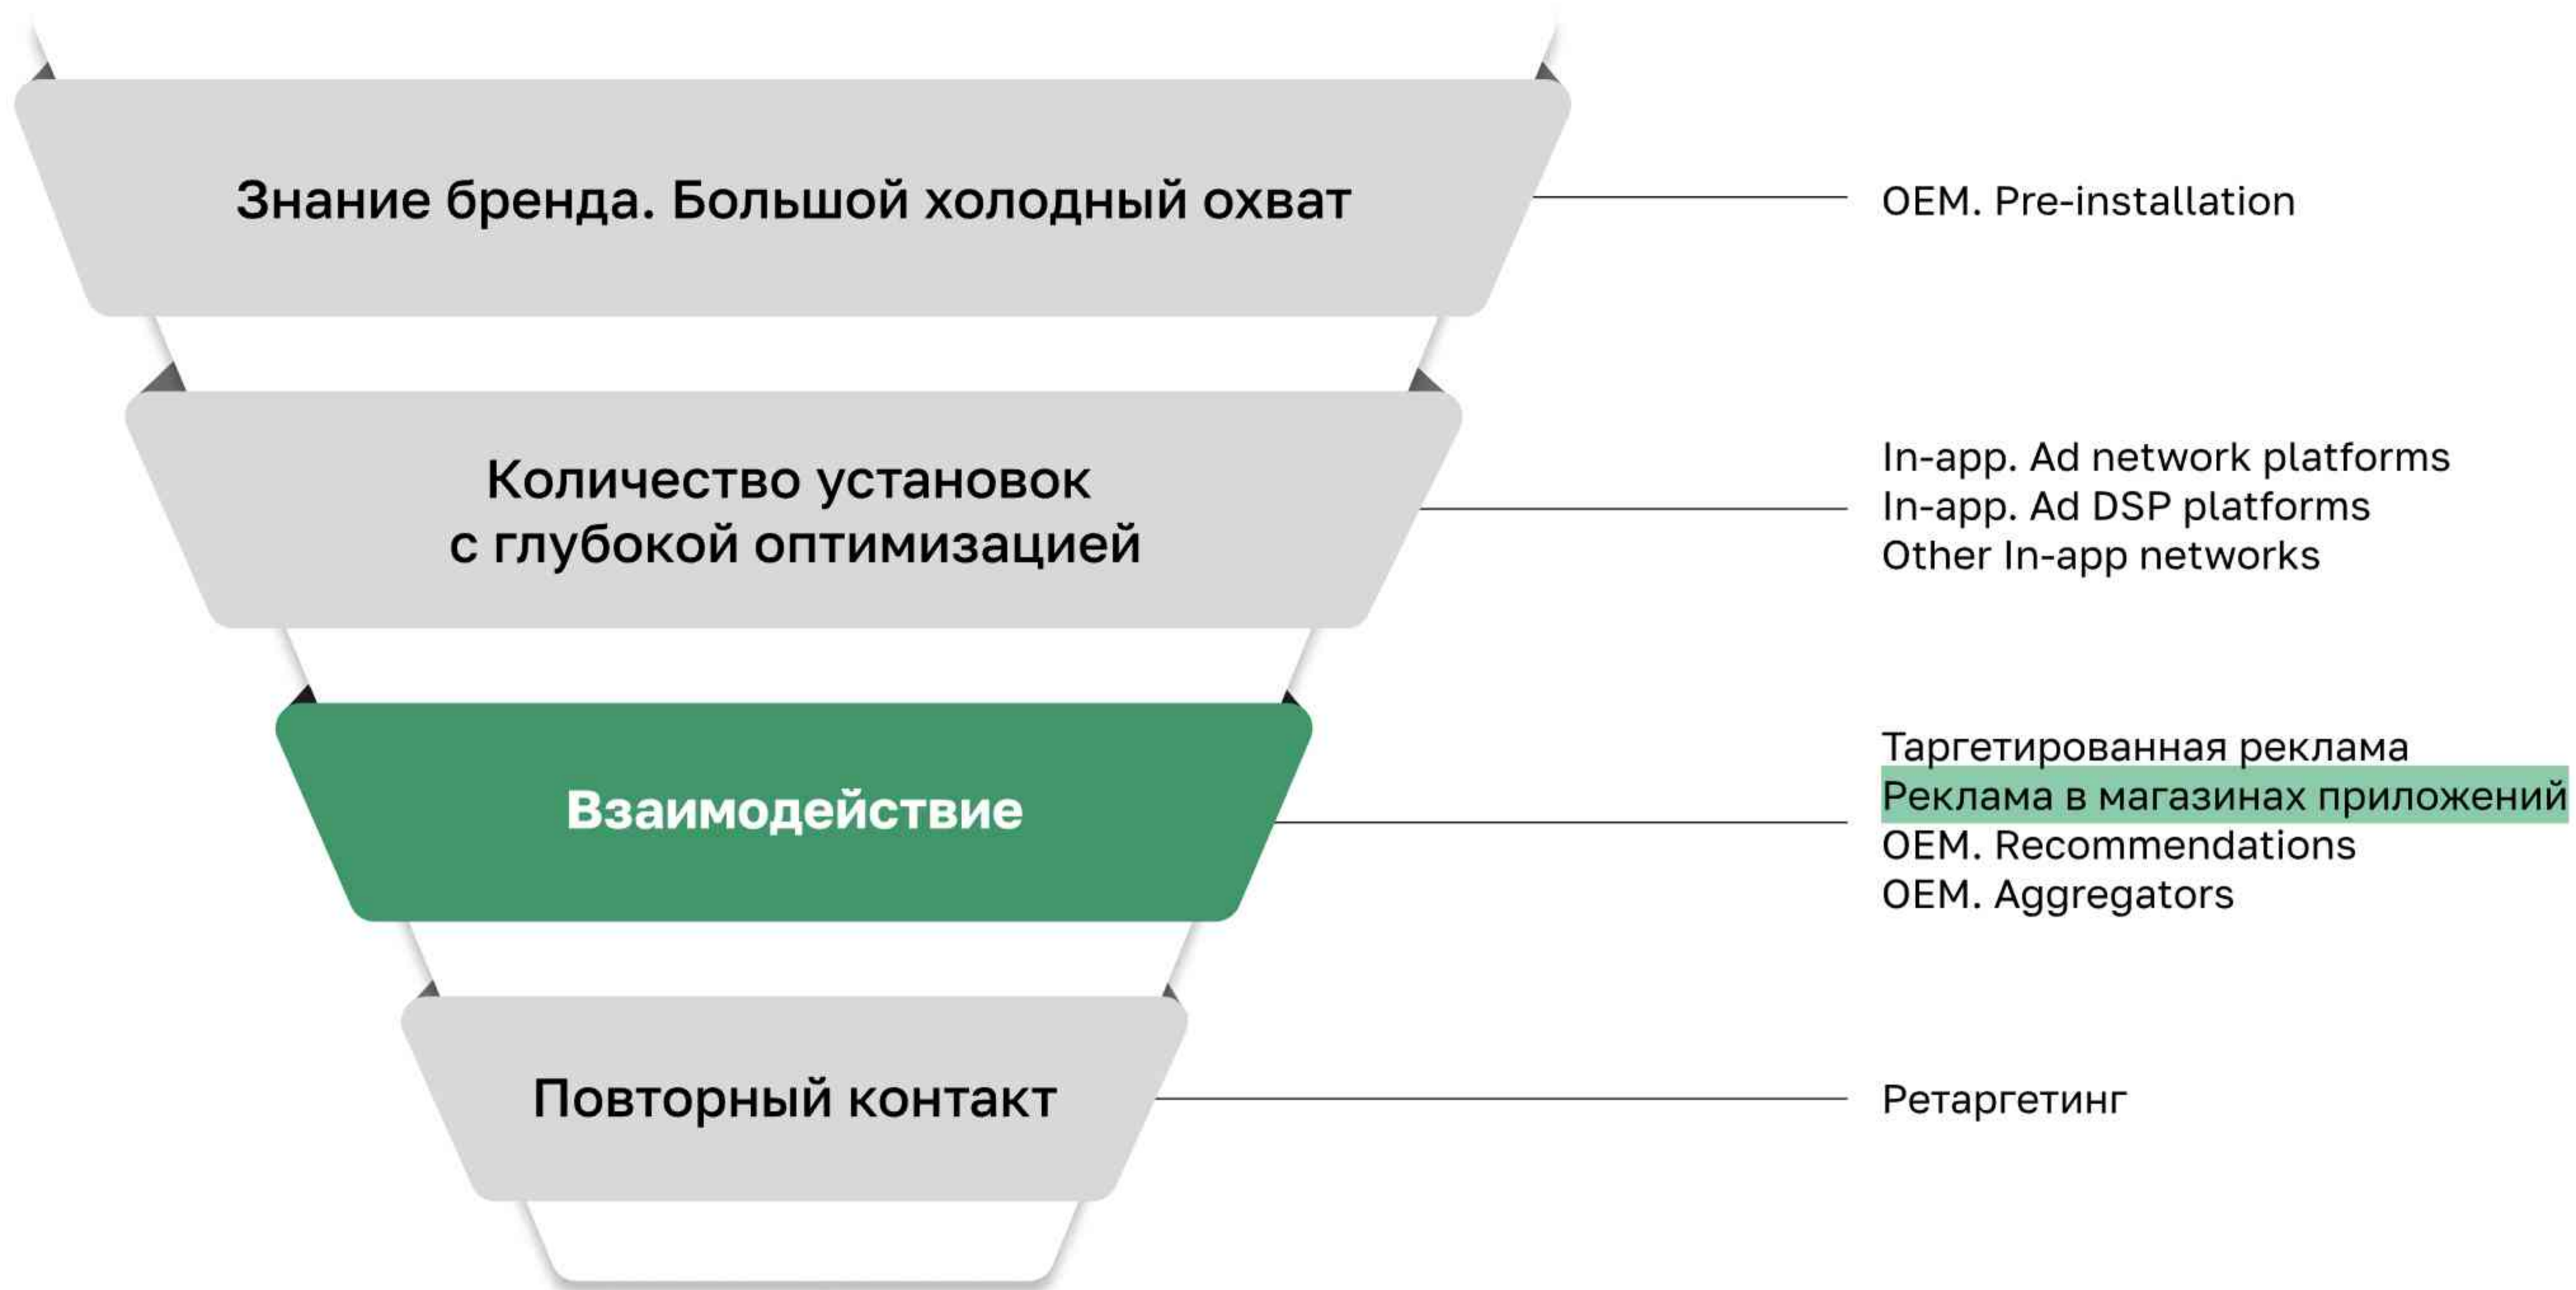 Знание бренда. Большой холодный охват
OEM. Pre-installation
Количество установок
с глубокой оптимизацией
In-app. Ad network platforms
In-app. Ad DSP platforms
Other In-app networks
Взаимодействие
Таргетированная реклама
Реклама в магазинах приложений
OEM. Recommendations
OEM. Aggregators
Повторный контакт
Ретаргетинг